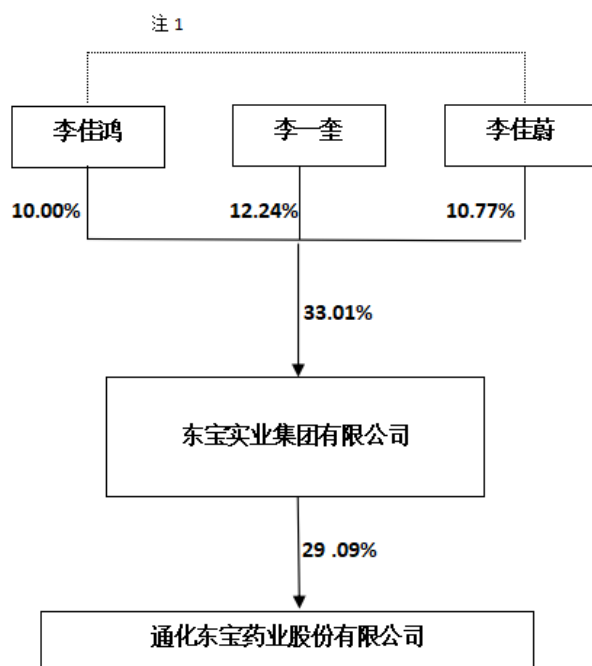 注 1
李佳鸿
李一奎
李佳蔚
10.00%
12.24%
10.77%
33.01%
东宝实业集团有限公司
29 .09%
通化东宝药业股份有限公司